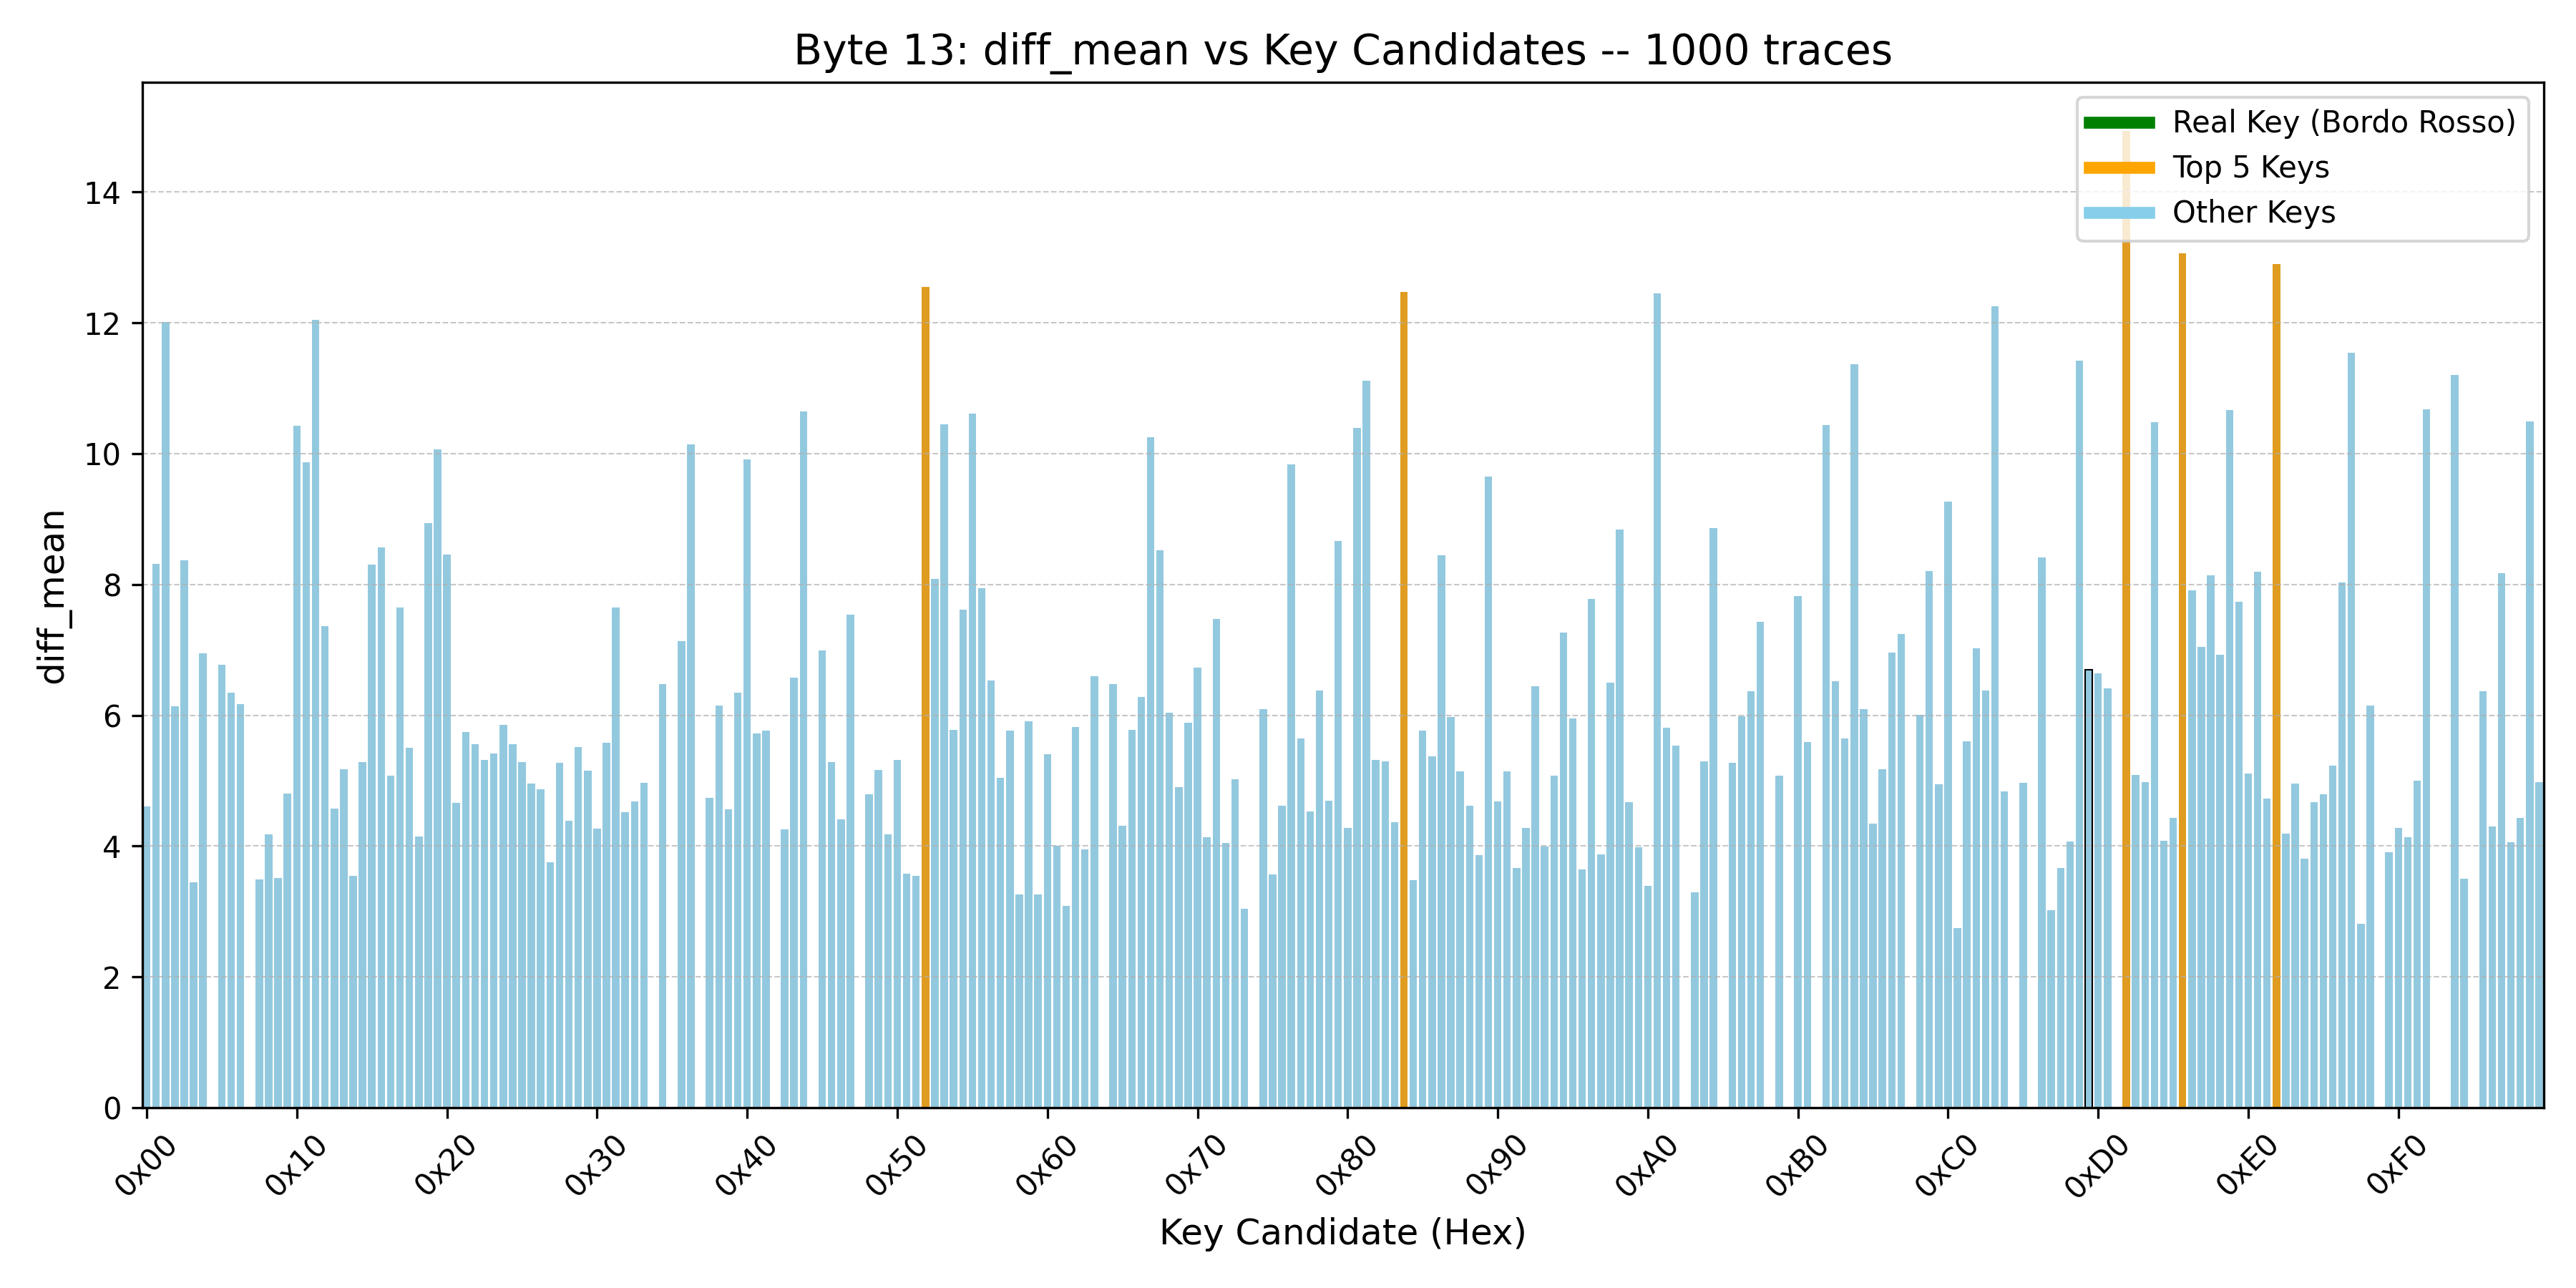 Byte 13: diff_mean vs Key Candidates -- 1000 traces
Real Key (Bordo Rosso)
Top 5 Keys
Other Keys
14
12
10
8
6
4
2
0
diff_mean
0x00
0x10
0x20
0x30
0x40
0x50
0x60
0x70
0x80
0x90
0xA0
0xB0
0xC0
0xD0
0xE0
0xF0
Key Candidate (Hex)